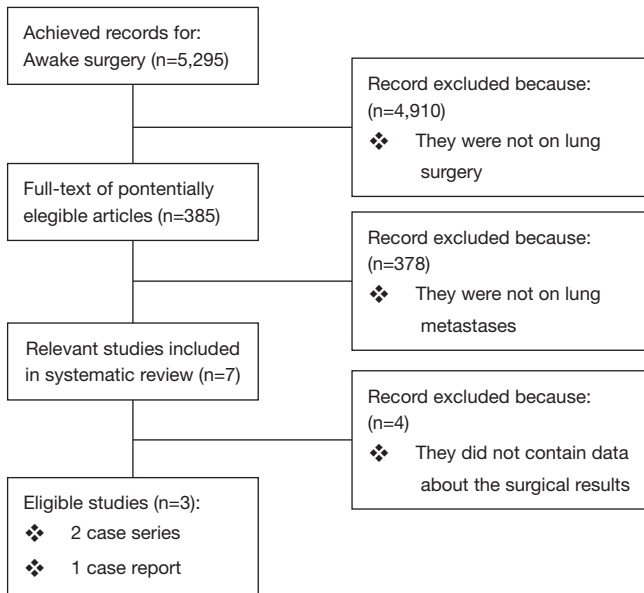 Achieved records for:
Awake surgery (n=5,295)
Record excluded because:
(n=4,910)
❖ They were not on lung
surgery
Full-text of pontentially
elegible articles (n=385)
Record excluded because:
(n=378)
❖ They were not on lung
metastases
Relevant studies included
in systematic review (n=7)
Record excluded because:
(n=4)
❖ They did not contain data
about the surgical results
Eligible studies (n=3):
❖ 2 case series
❖ 1 case report